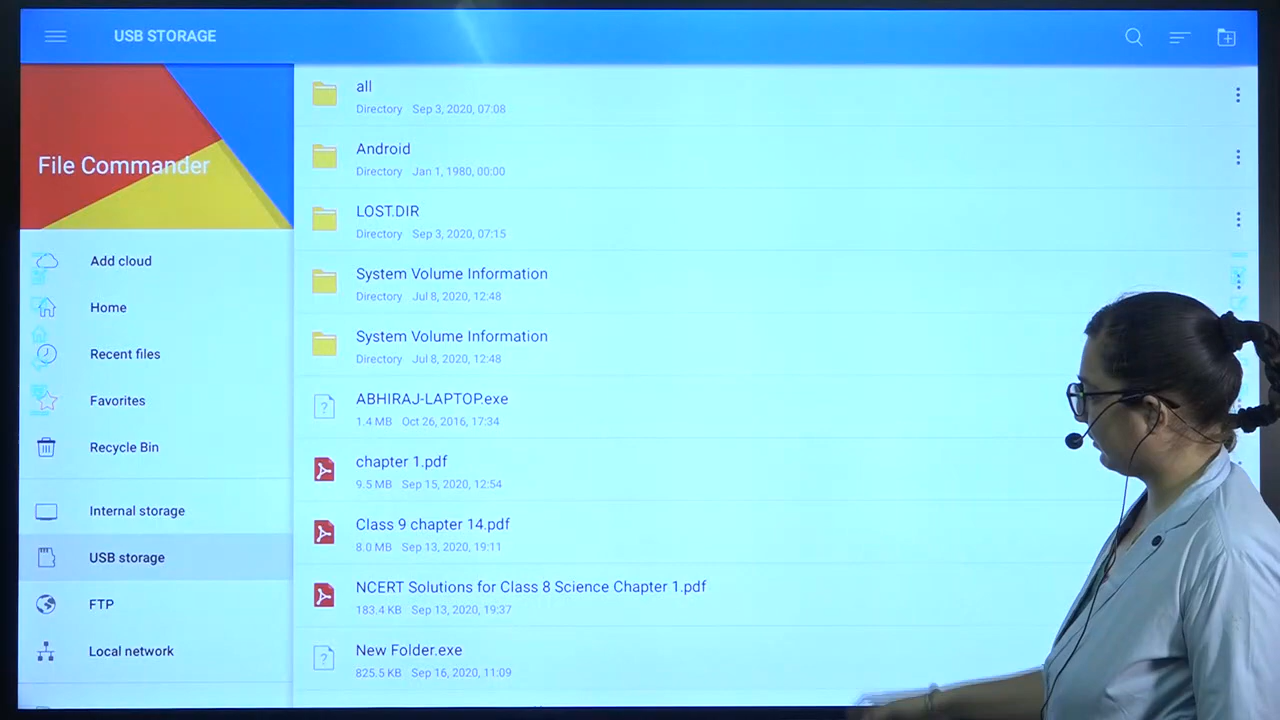 USB STORAGE
File Commander
Add cloud
Home
Recent files
Favorites
Recycle Bin
Internal storage
USB storage
FTP
Local network
all
Directory Sep 3, 2020, 07:08
Android
Directory Jan 1, 1980, 00:00
LOST.DIR
Directory Sep 3, 2020, 07:15
System Volume Information
Directory Jul 8, 2020, 12:48
System Volume Information
Directory Jul 8, 2020, 12:48
ABHIRAJ-LAPTOP.exe
1.4 MB Oct 26, 2016, 17:34
chapter 1.pdf
9.5 MB Sep 15, 2020, 12:54
Class 9 chapter 14.pdf
8.0 MB Sep 13, 2020, 19:11
NCERT Solutions for Class 8 Science Chapter 1.pdf
183.4 KB Sep 13, 2020, 19:37
New Folder.exe
825.5 KB Sep 16, 2020, 11:09